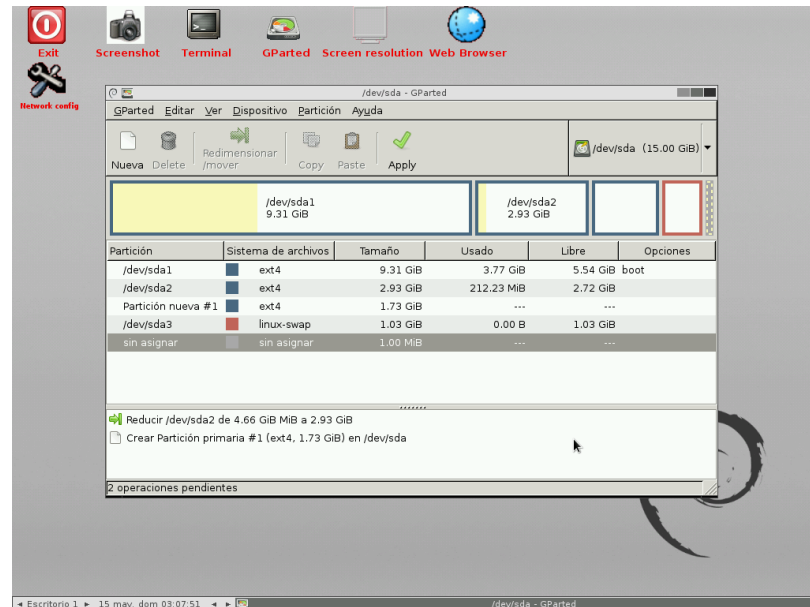 Exit
Screenshot
Terminal
GParted
Screen resolution
Web Browser
Network config
/dev/sda - GParted
GParted Editar Ver Dispositivo Partición Ayuda
Nueva
Delete
Redimensionar
/mover
Copy
Paste
Apply
/dev/sda (15.00 GiB)
/dev/sda1
9.31 GiB
/dev/sda2
2.93 GiB
Partición Sistema de archivos Tamaño Usado Libre Opciones
/dev/sda1 ext4 9.31 GiB 3.77 GiB 5.54 GiB boot
/dev/sda2 ext4 2.93 GiB 212.23 MiB 2.72 GiB
Partición nueva #1 ext4 1.73 GiB --- ---
/dev/sda3 linux-swap 1.03 GiB 0.00 B 1.03 GiB
sin asignar sin asignar 1.00 MiB --- ---
Reducir /dev/sda2 de 4.66 GiB MiB a 2.93 GiB
Crear Partición primaria #1 (ext4, 1.73 GiB) en /dev/sda
2 operaciones pendientes
Escritorio 1 15 may, dom 03:07:51 /dev/sda - GParted